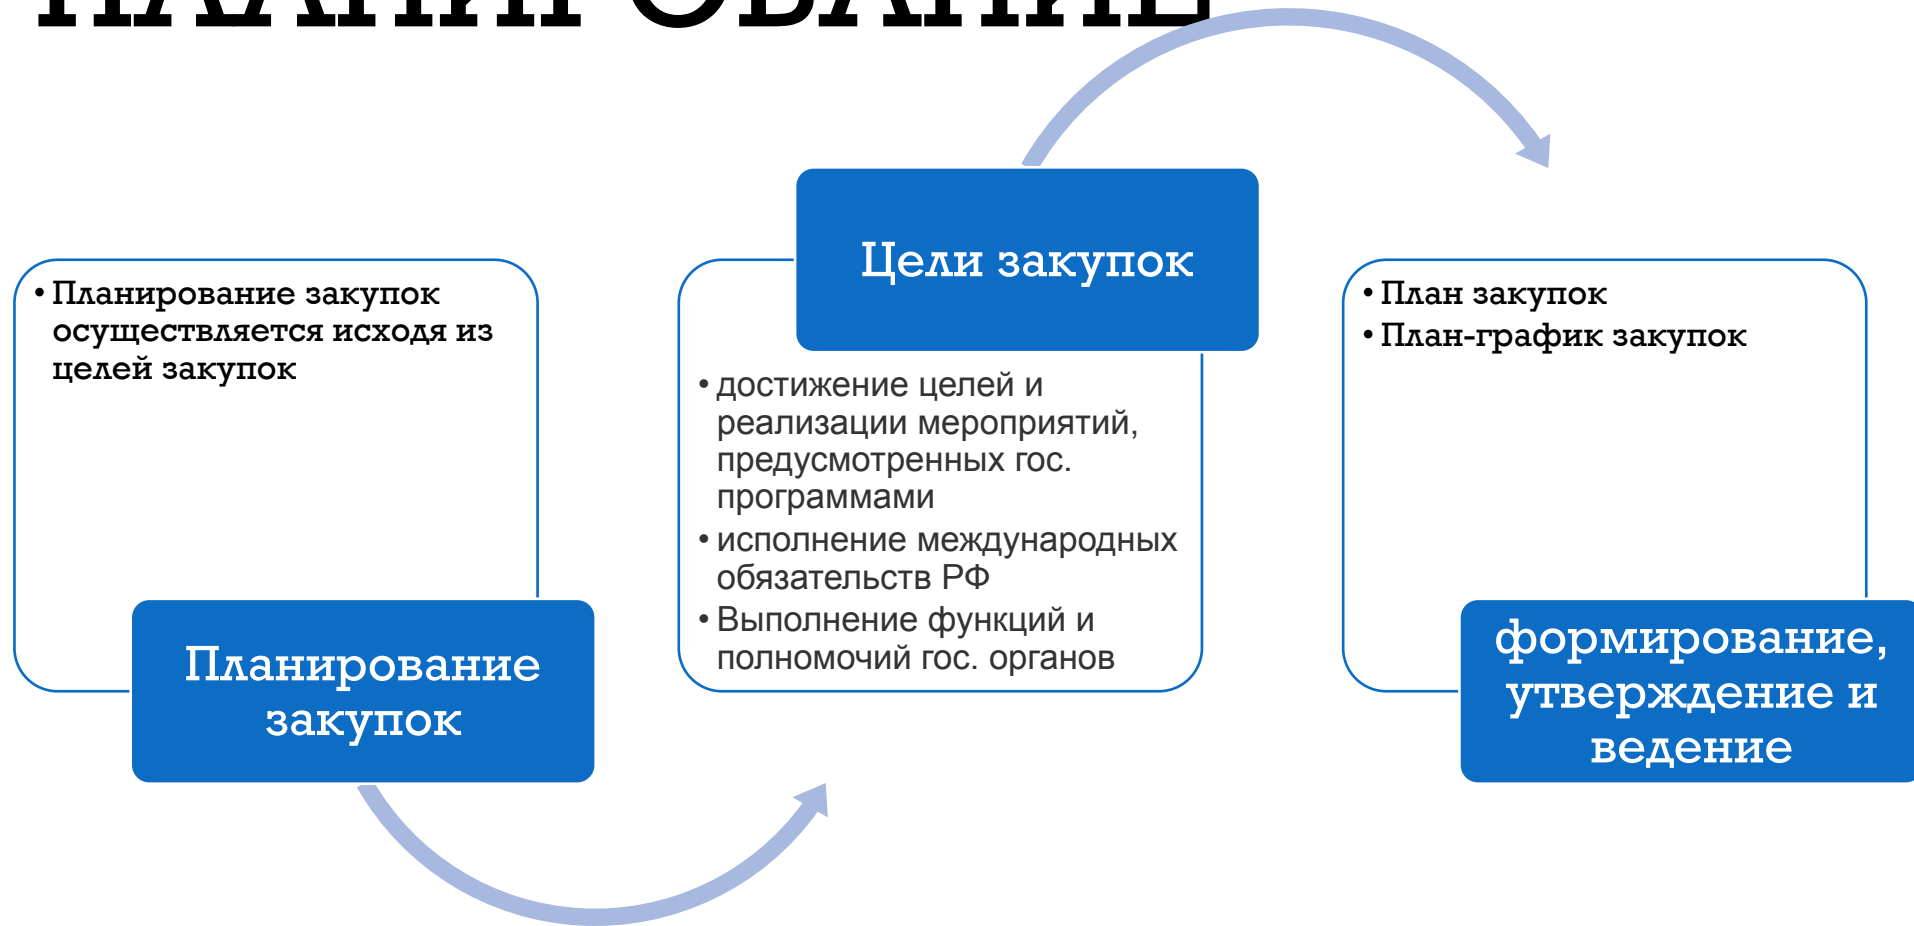 ПЛАНИРОВАНИЕ
• Планирование закупок
осуществляется исходя из
целей закупок
Планирование
закупок
Цели закупок
• достижение целей и
реализации мероприятий,
предусмотренных гос.
программами
• исполнение международных
обязательств РФ
• Выполнение функций и
полномочий гос. органов
• План закупок
• План-график закупок
формирование,
утверждение и
ведение